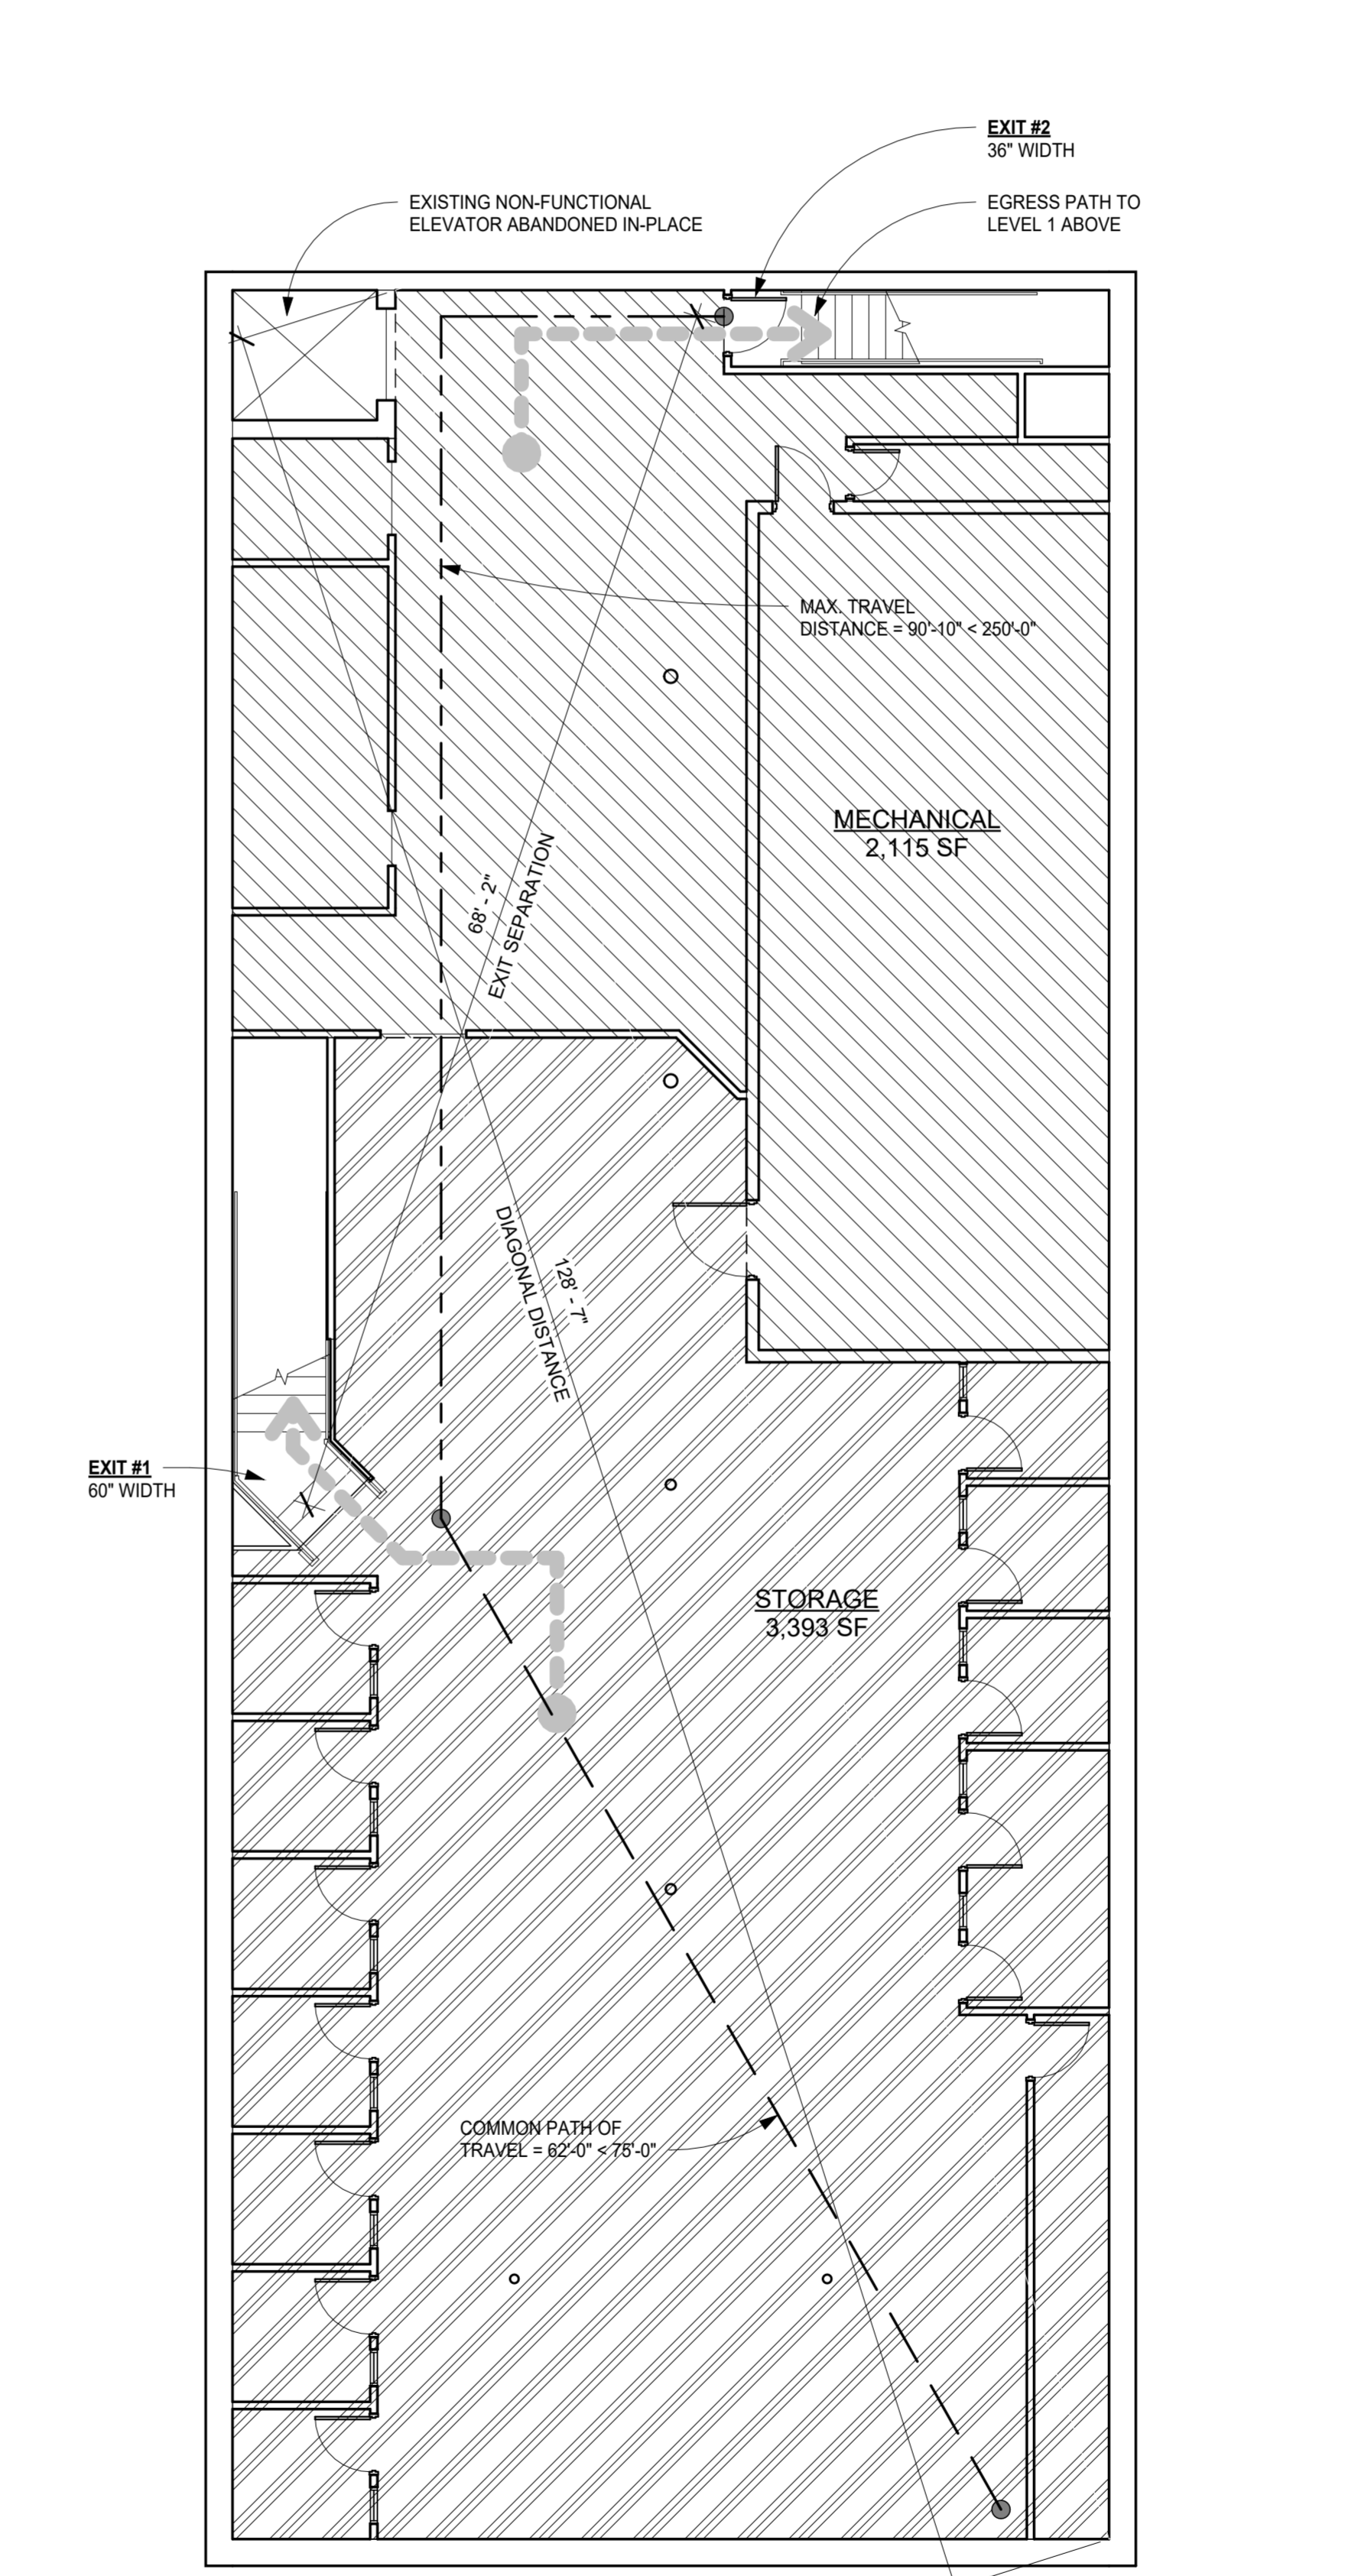 EXIT #2
36" WIDTH
EXISTING NON-FUNCTIONAL
ELEVATOR ABANDONED IN-PLACE
EGRESS PATH TO
LEVEL 1 ABOVE
MAX. TRAVEL
DISTANCE = 90'-10" < 250'-0"
MECHANICAL
2,115 SF
68' - 2"
EXIT SEPARATION
128' - 7"
DIAGONAL DISTANCE
EXIT #1
60" WIDTH
STORAGE
3,393 SF
COMMON PATH OF
TRAVEL = 62'-0" < 75'-0"